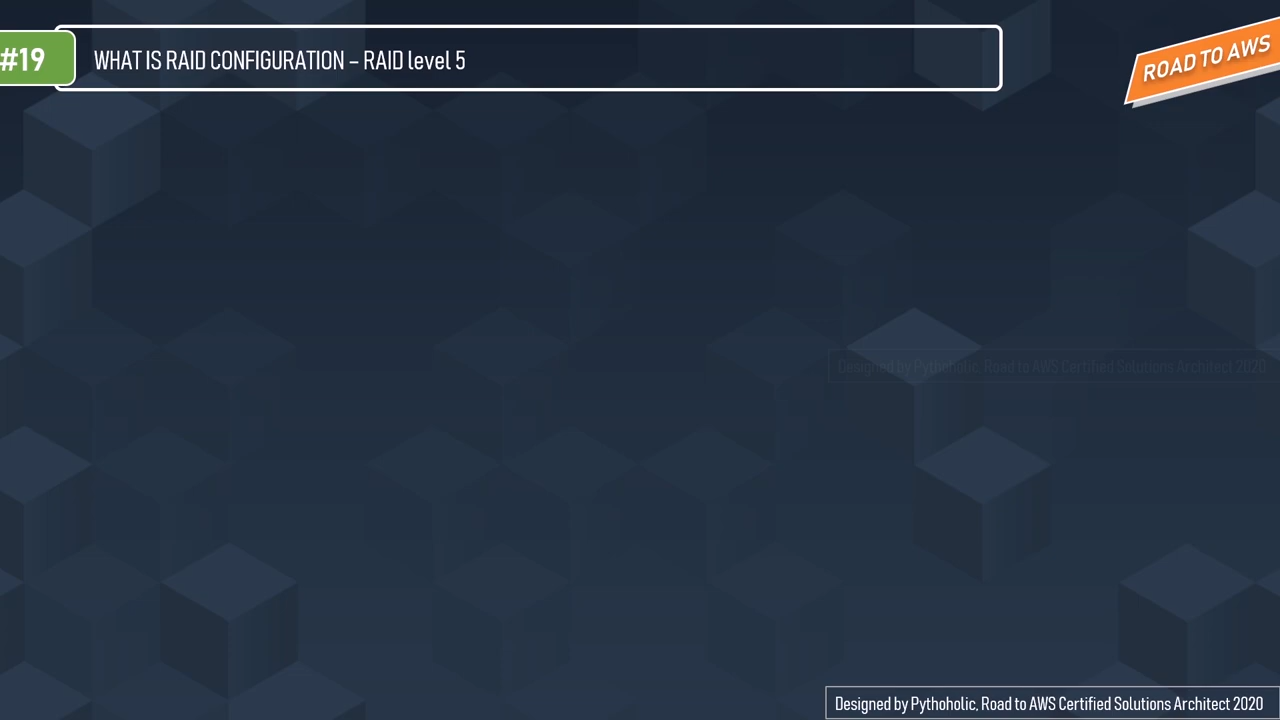 #19
WHAT IS RAID CONFIGURATION – RAID level 5
ROAD TO AWS
Designed by Pythoholic, Road to AWS Certified Solutions Architect 2020
Designed by Pythoholic, Road to AWS Certified Solutions Architect 2020